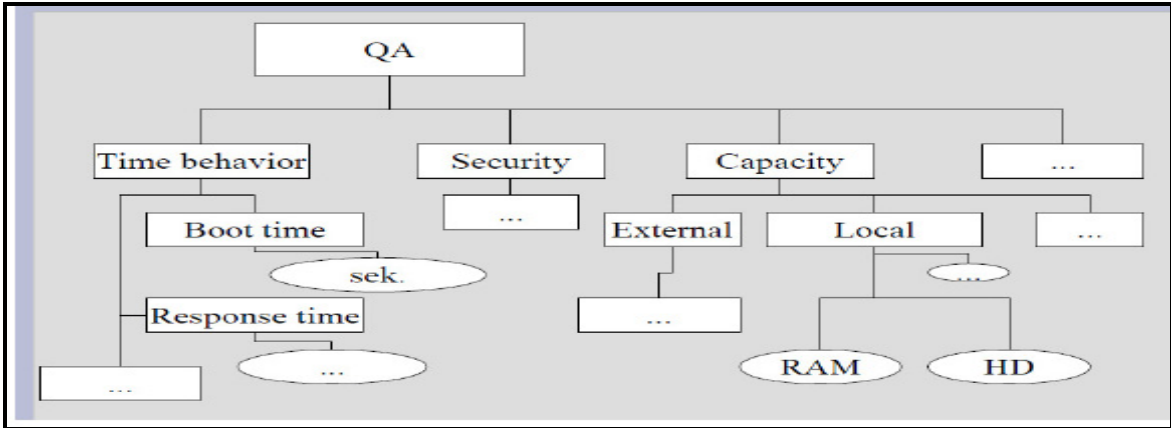 QA
Time behavior
Security
Capacity
...
Boot time
...
External
Local
...
sek.
...
Response time
...
...
...
RAM
HD